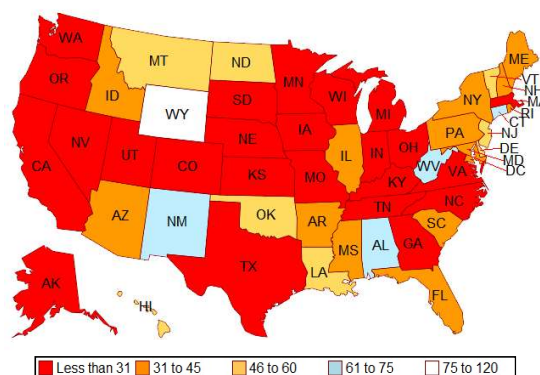 WA
ME
MT
ND
VT
MN
OR
NH
ID
WI
NY
MA
SD
MI
RI
WY
CT
PA
NJ
IA
NE
OH
DE
NV
IL
IN
MD
UT
WV
CO
VA
DC
CA
KS
MO
KY
NC
TN
OK
AZ
AR
SC
NM
MS
AL
GA
TX
LA
AK
FL
HI
Less than 31 31 to 45 46 to 60 61 to 75 75 to 120